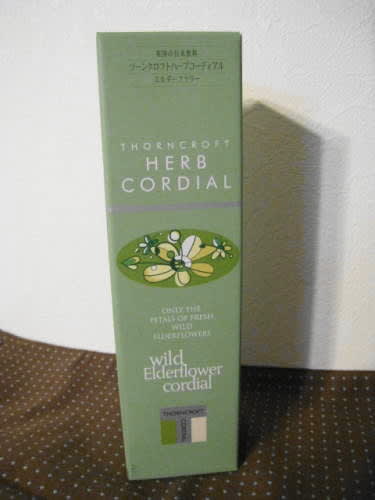 英国の伝承飲料
ソーンクロフトハーブコーディアル
エルダーフラワー
THORNCROFT
HERB
CORDIAL
ONLY THE
PETALS OF FRESH,
WILD
ELDERFLOWERS
wild
Elderflower
cordial
THORNCROFT
CORDIAL